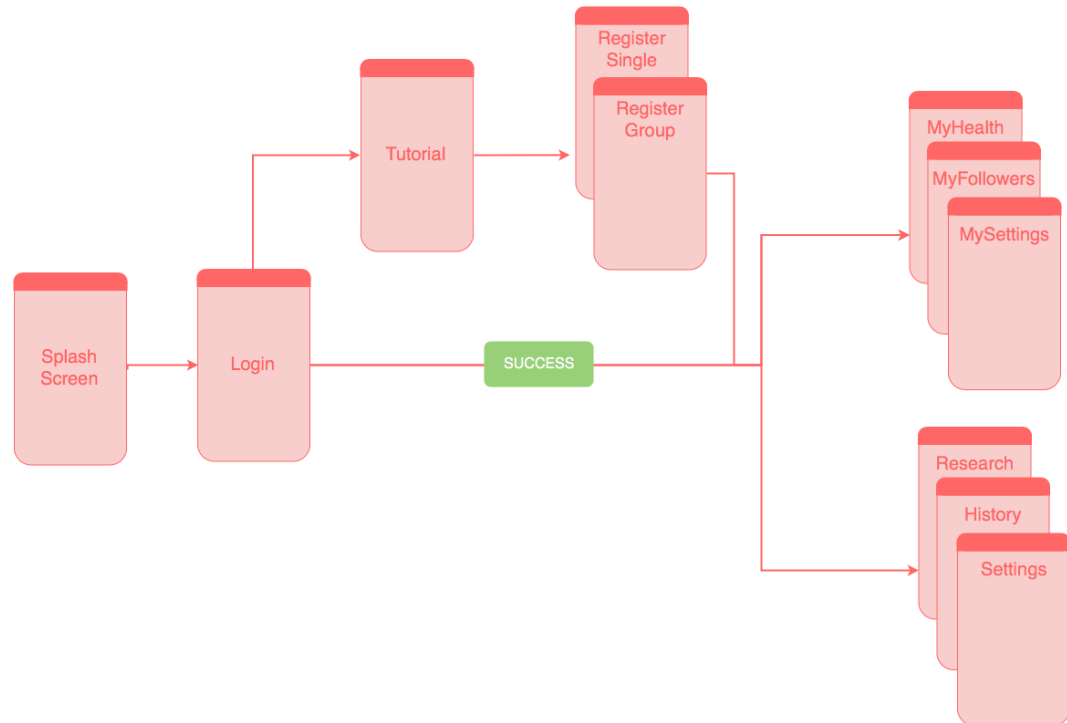 Register
Single
Register
Group
Tutorial
MyHealth
MyFollowers
MySettings
Splash
Screen
Login
SUCCESS
Research
History
Settings